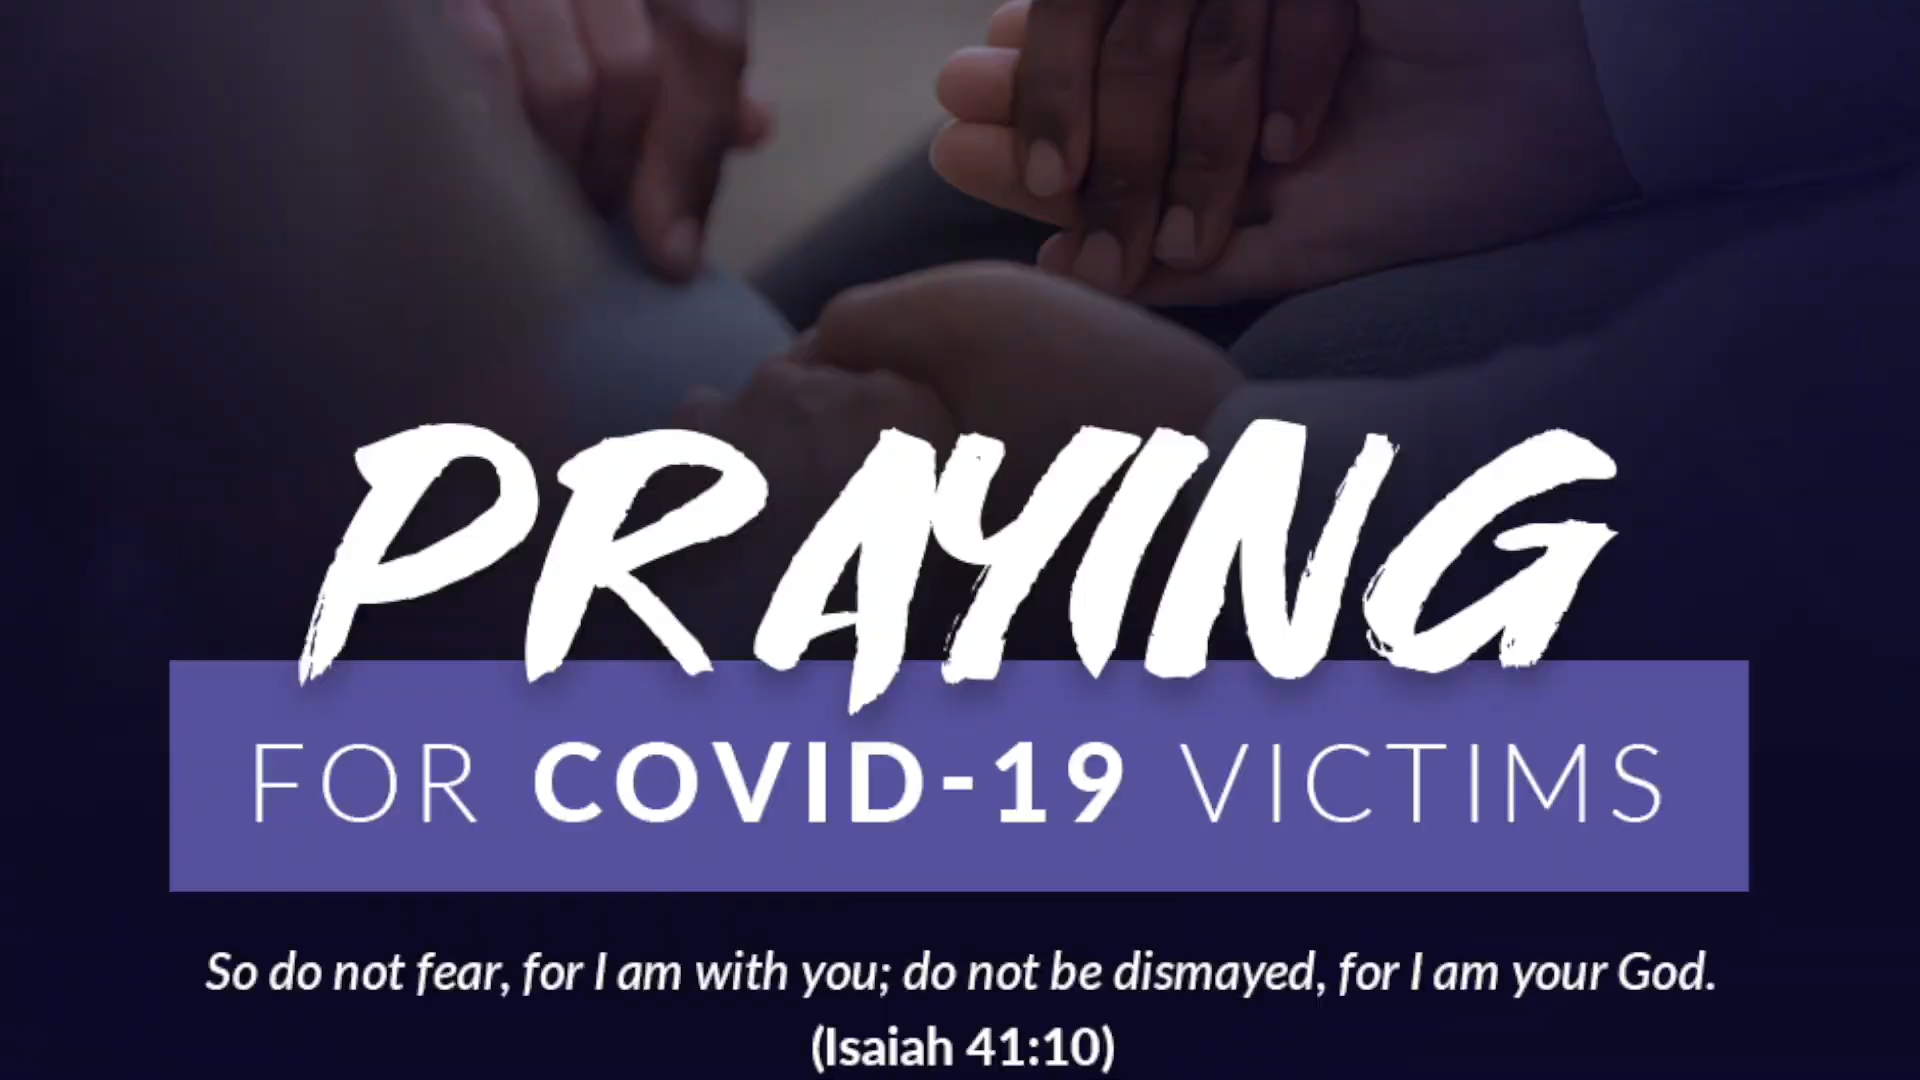 PRAYING
FOR COVID-19 VICTIMS
So do not fear, for I am with you; do not be dismayed, for I am your God.
(Isaiah 41:10)